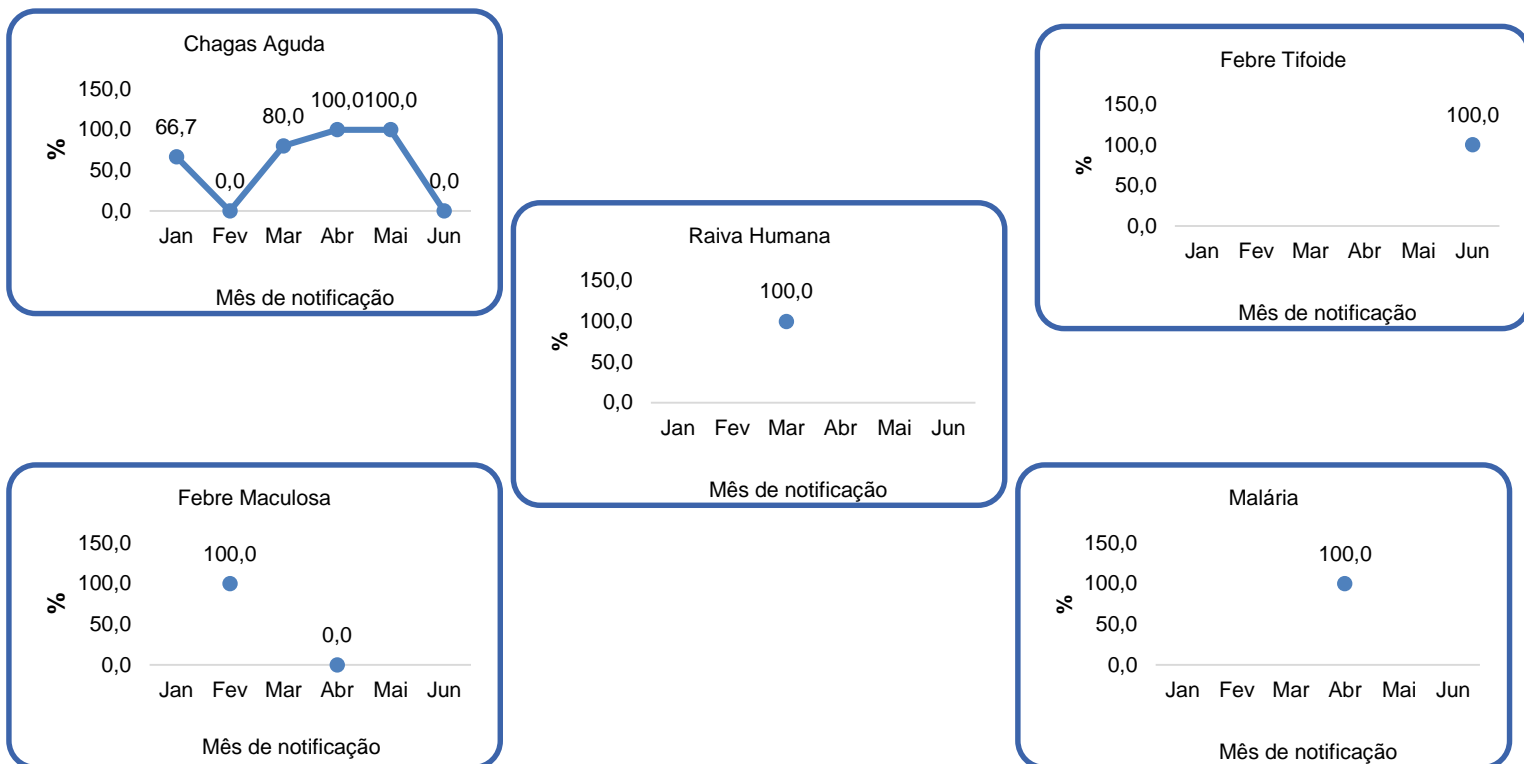 Chagas Aguda
150,0
100,0
50,0
0,0
%
66,7
0,0
80,0
100,0
100,0
0,0
Jan Fev Mar Abr Mai Jun
Mês de notificação
Febre Tifoide
150,0
100,0
50,0
0,0
%
100,0
Jan Fev Mar Abr Mai Jun
Mês de notificação
Raiva Humana
150,0
100,0
50,0
0,0
%
100,0
Jan Fev Mar Abr Mai Jun
Mês de notificação
Febre Maculosa
150,0
100,0
50,0
0,0
%
100,0
0,0
Jan Fev Mar Abr Mai Jun
Mês de notificação
Malária
150,0
100,0
50,0
0,0
%
100,0
Jan Fev Mar Abr Mai Jun
Mês de notificação